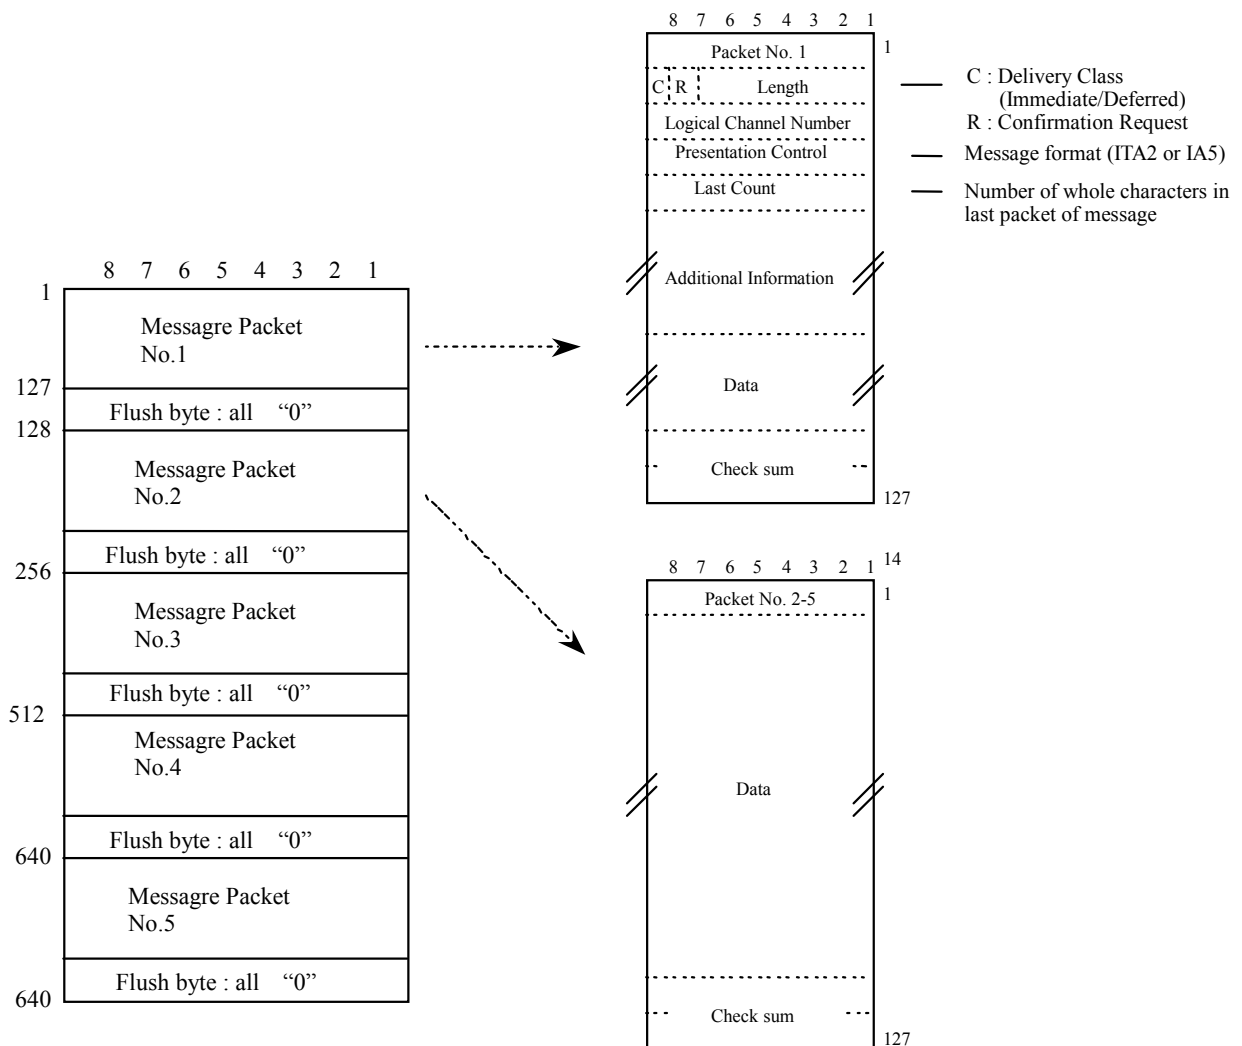 8 7 6 5 4 3 2 1
1
Messagre Packet
No.1
127
Flush byte : all “0”
128
Messagre Packet
No.2
Flush byte : all “0”
256
Messagre Packet
No.3
Flush byte : all “0”
512
Messagre Packet
No.4
Flush byte : all “0”
640
Messagre Packet
No.5
Flush byte : all “0”
640
8 7 6 5 4 3 2 1
Packet No. 1
1
C R Length
Logical Channel Number
Presentation Control
Last Count
Additional Information
Data
Check sum
127
C : Delivery Class
(Immediate/Deferred)
R : Confirmation Request
Message format (ITA2 or IA5)
Number of whole characters in
last packet of message
8 7 6 5 4 3 2 1 14
Packet No. 2-5
1
Data
Check sum
127